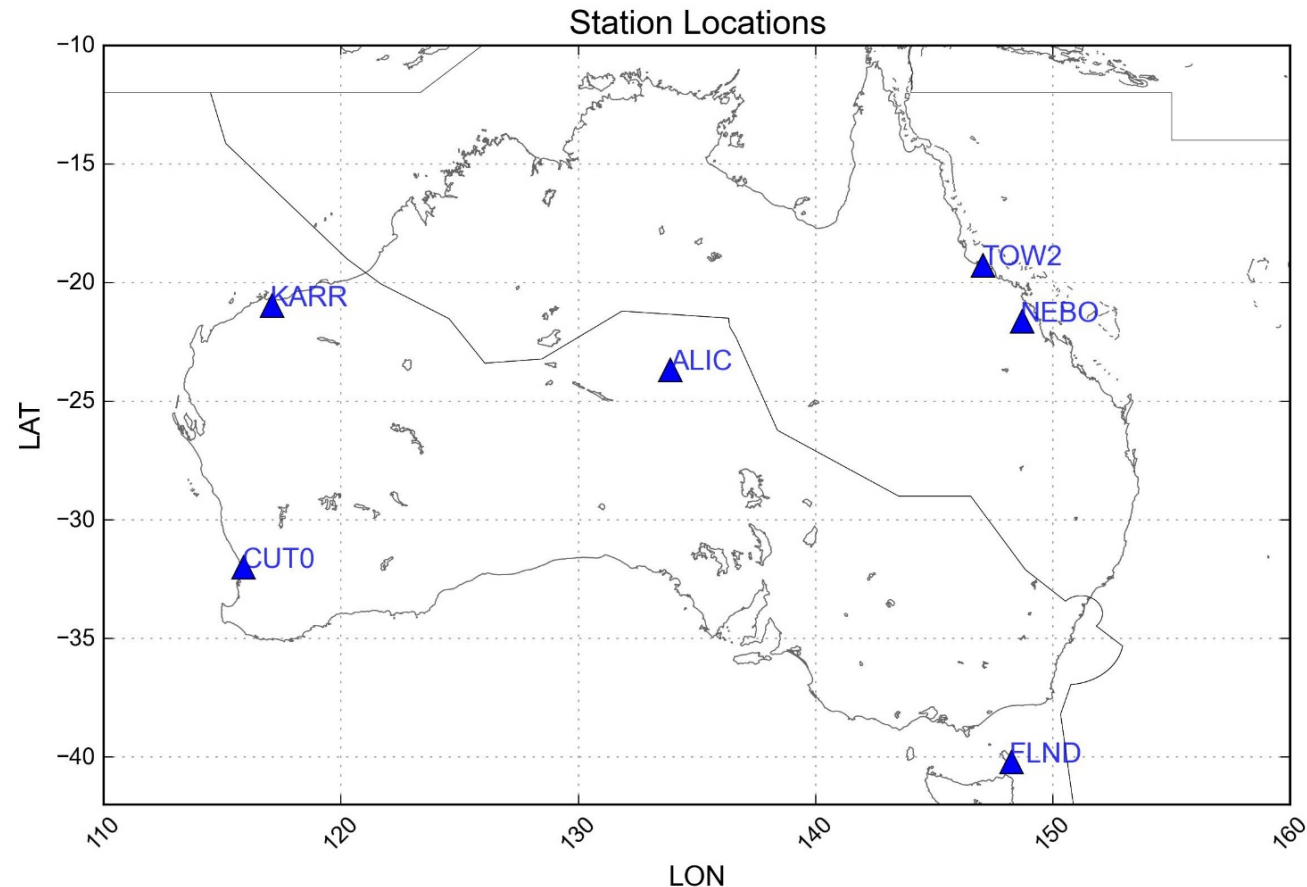 Station Locations
−10
−15
TOW2
−20
KARR
NEBO
ALIC
LAT
−25
−30
CUT0
−35
−40
FLND
110
120
130
140
150
160
LON